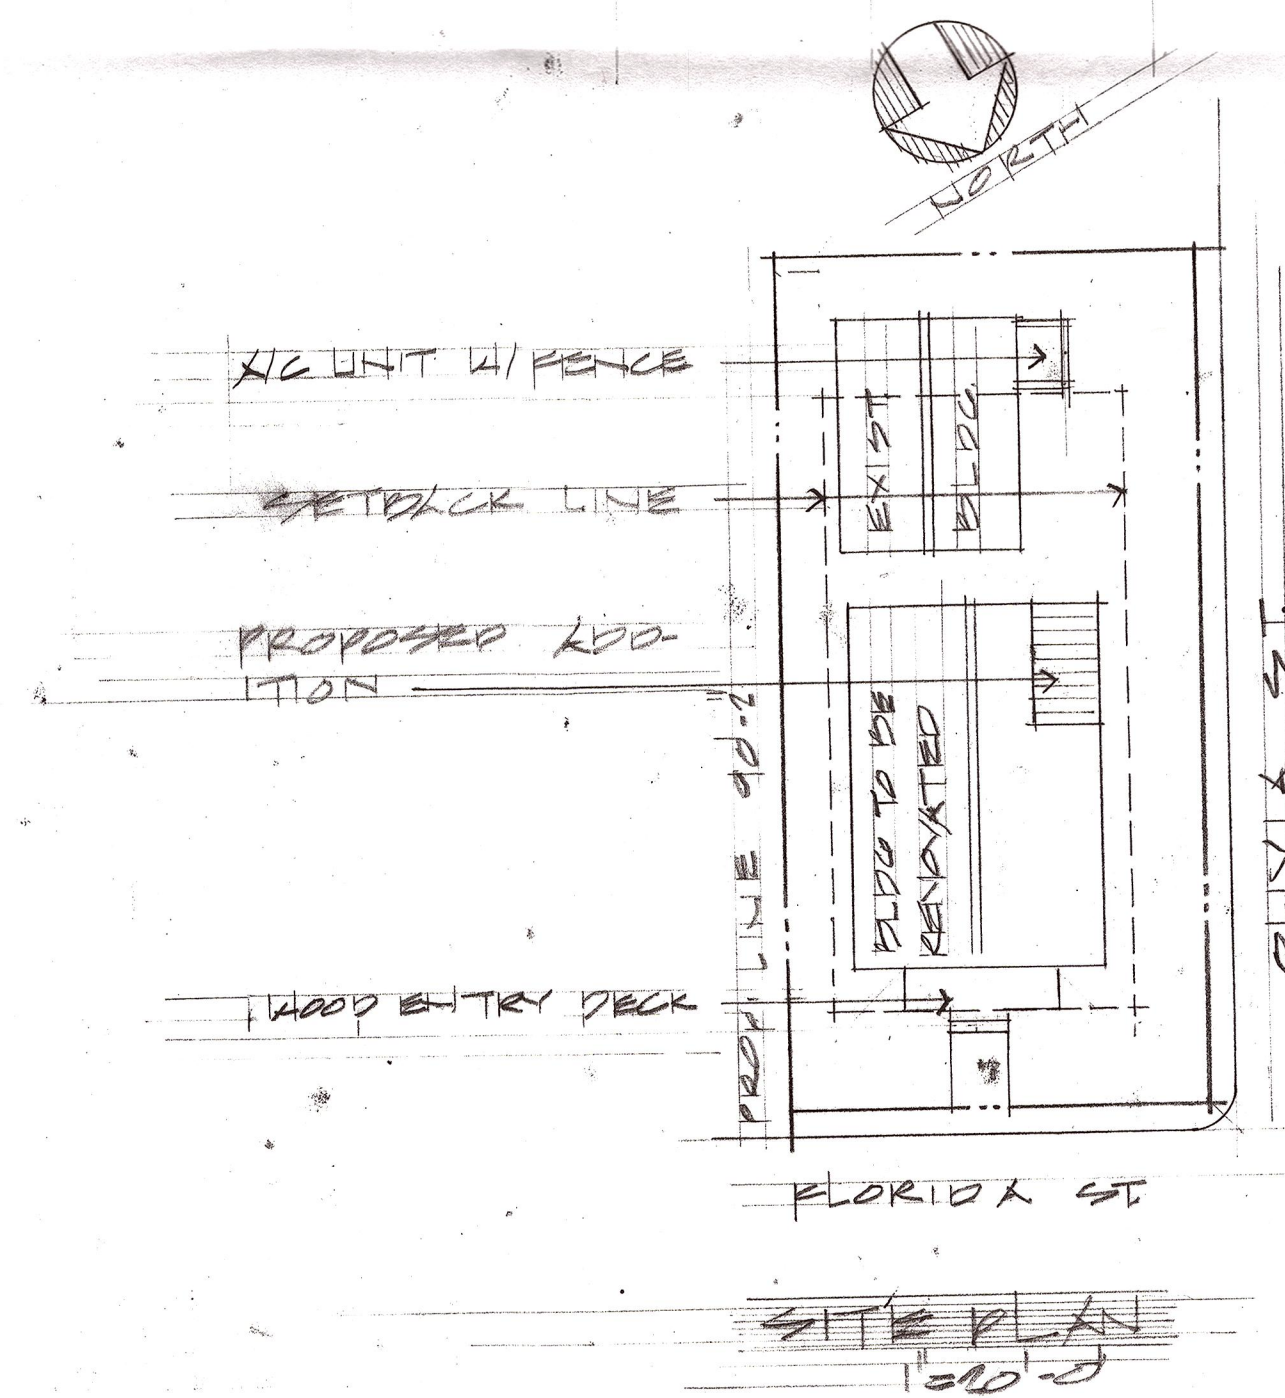 NORTH
A/C UNIT W/ FENCE
SETBACK LINE
PROPOSED ADD-
ITION
WOOD ENTRY DECK
EXIST
BLDG.
BLDG TO BE
RENOVATED
PROP LINE
FLORIDA ST.
SITE PLAN
1"=20'-0"